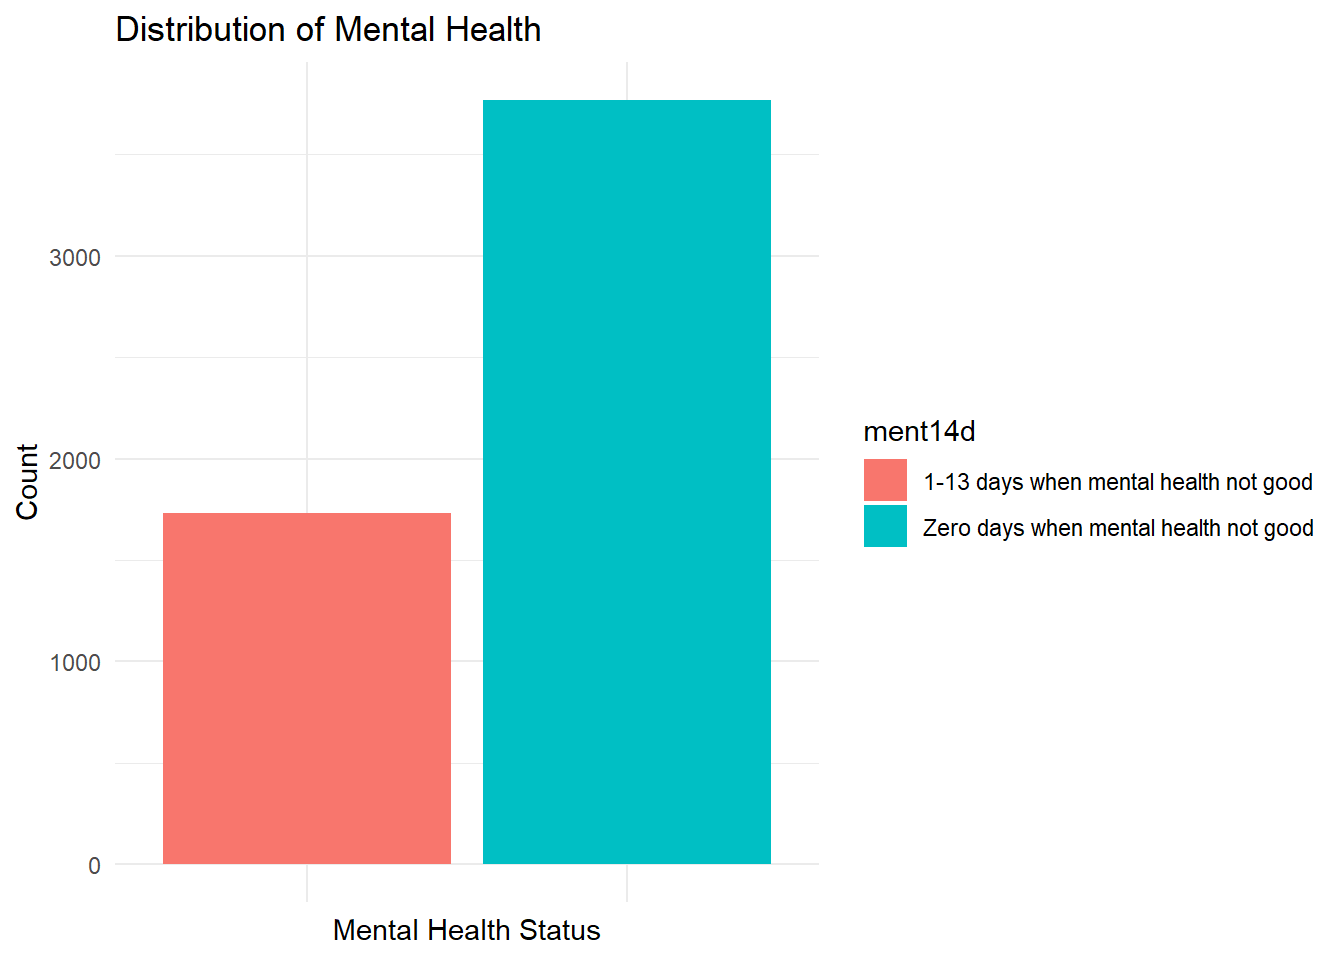 Distribution of Mental Health
Count
3000
2000
1000
0
Mental Health Status
ment14d
1-13 days when mental health not good
Zero days when mental health not good